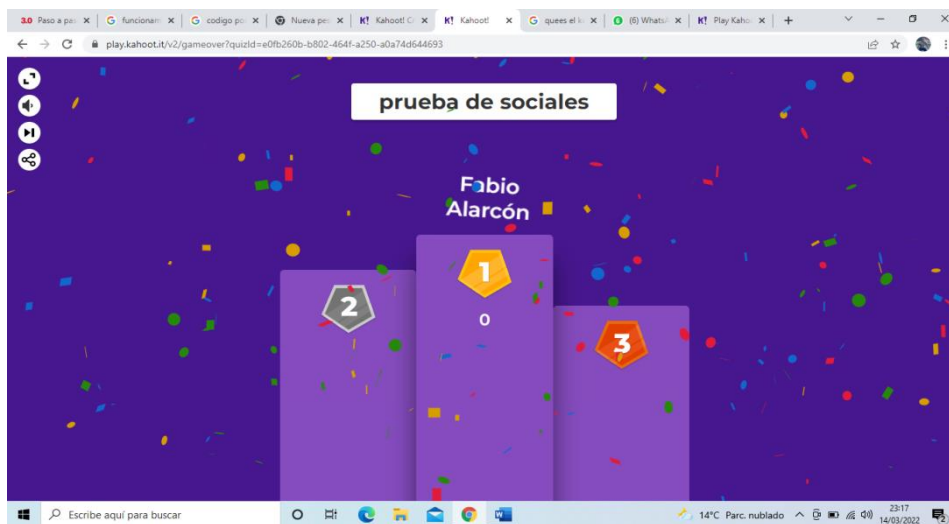 3.0 Paso a pas
funcionam
codigo po
Nueva pes
K! Kahoot! C
K! Kahoot!
quees el k
(6) WhatsA
K! Play Kaho
play.kahoot.it/v2/gameover?quizId=e0fb260b-b802-464f-a250-a0a74d644693
prueba de sociales
Fabio
Alarcón
1
2
0
3
Escribe aquí para buscar
14°C Parc. nublado
23:17
14/03/2022